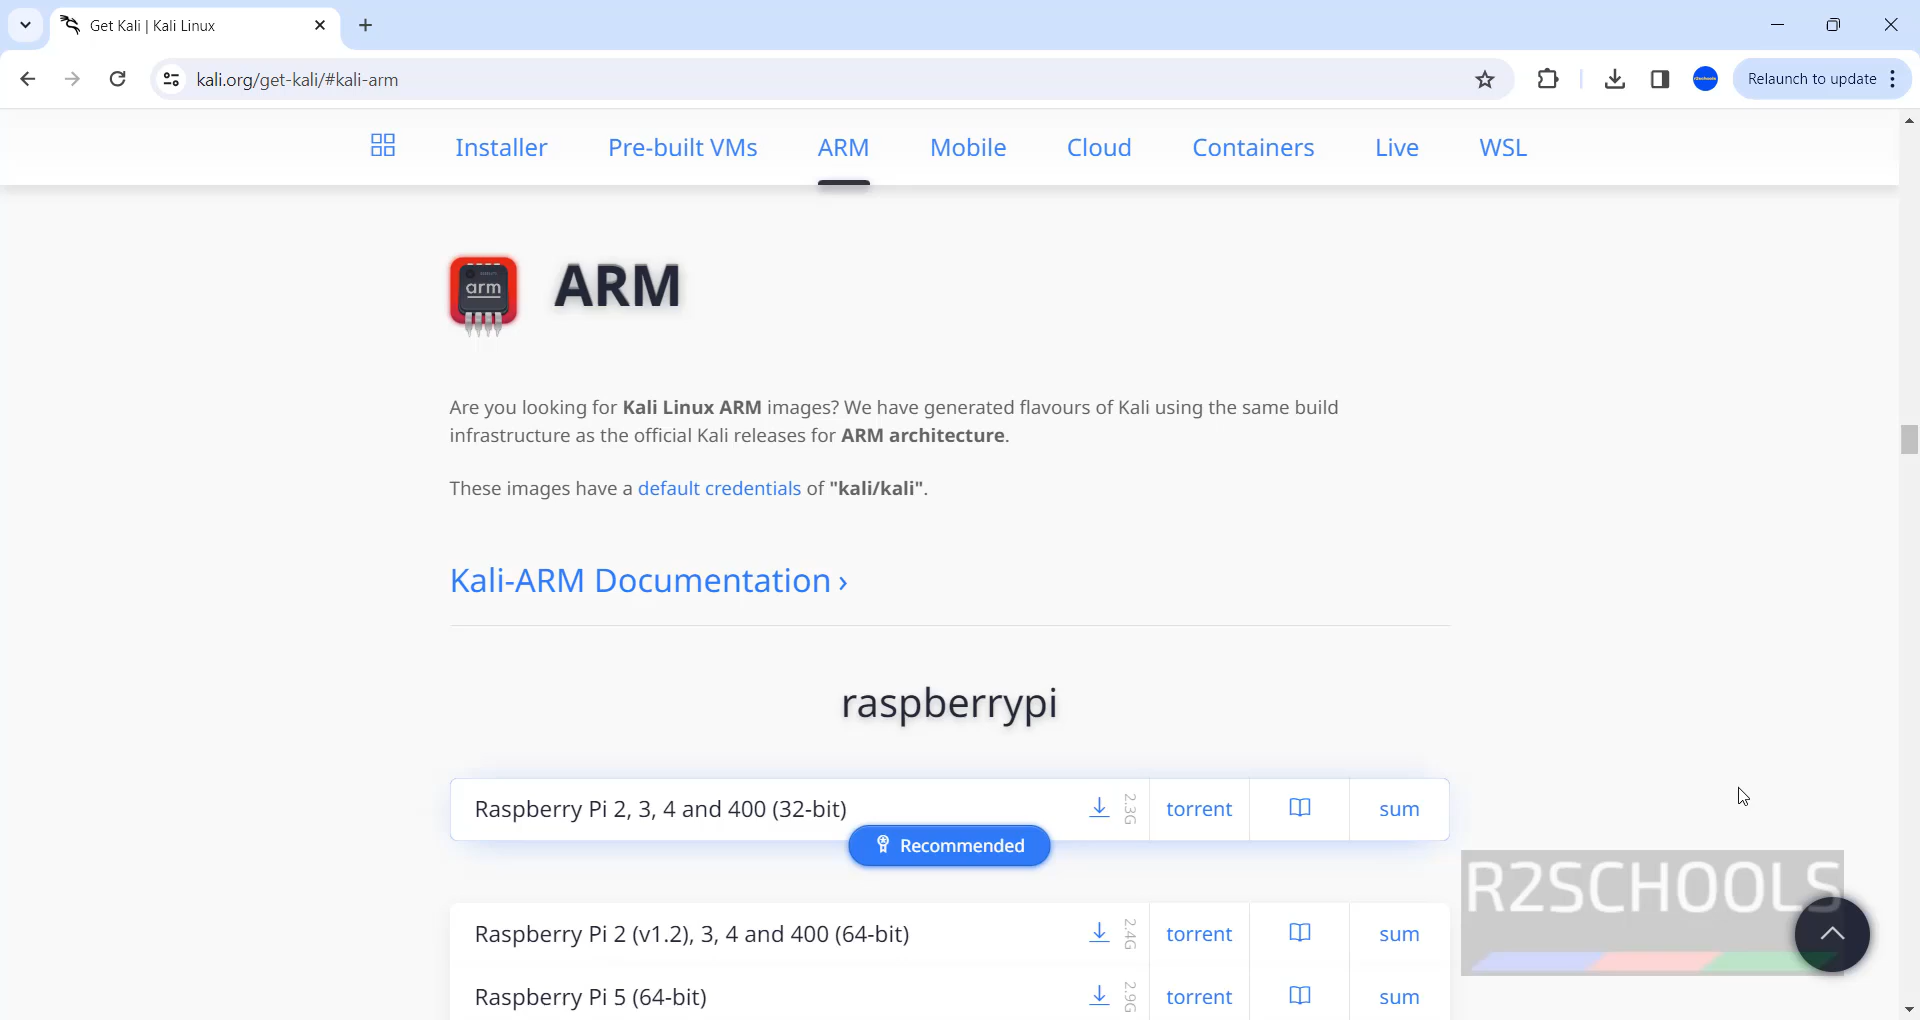 Get Kali | Kali Linux
kali.org/get-kali/#kali-arm
Relaunch to update
Installer Pre-built VMs ARM Mobile Cloud Containers Live WSL
arm
ARM
Are you looking for Kali Linux ARM images? We have generated flavours of Kali using the same build
infrastructure as the official Kali releases for ARM architecture.
These images have a default credentials of "kali/kali".
Kali-ARM Documentation ›
raspberrypi
Raspberry Pi 2, 3, 4 and 400 (32-bit) 2.3G torrent sum
Recommended
R2SCHOOLS
Raspberry Pi 2 (v1.2), 3, 4 and 400 (64-bit) 2.4G torrent sum
Raspberry Pi 5 (64-bit) 2.9G torrent sum